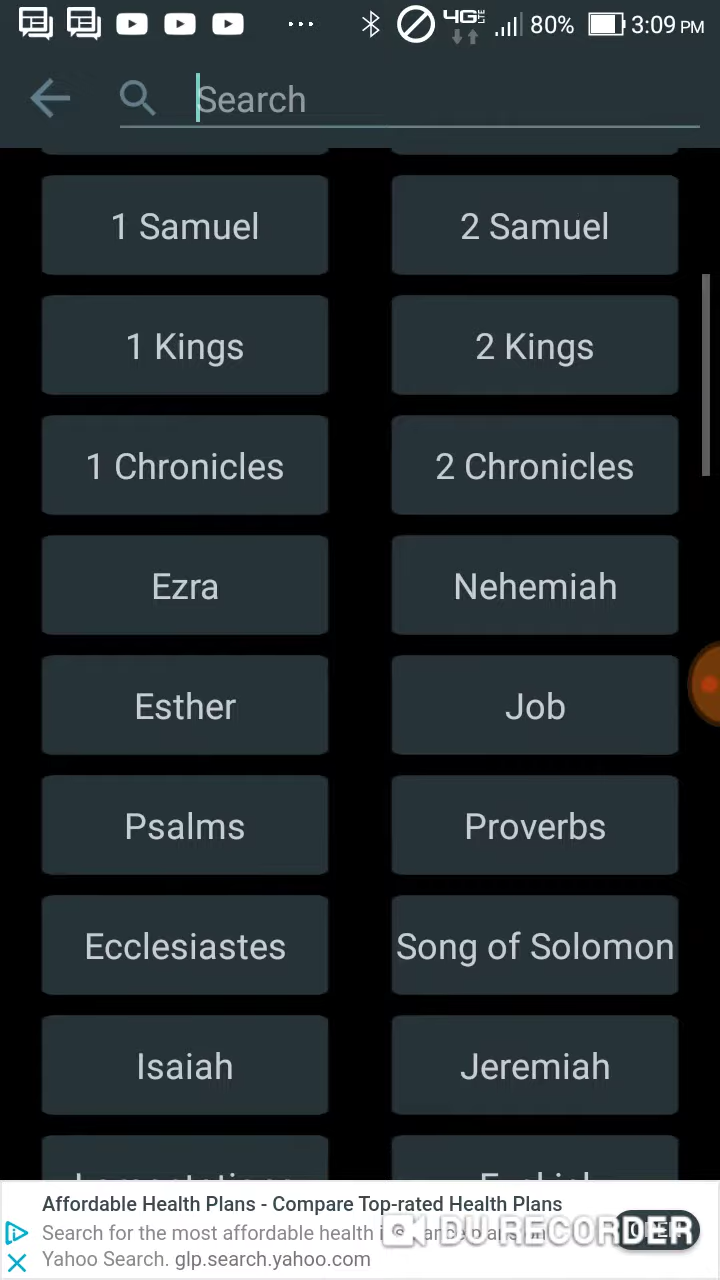 4G LTE 80% 3:09 PM
Search
1 Samuel 2 Samuel
1 Kings 2 Kings
1 Chronicles 2 Chronicles
Ezra Nehemiah
Esther Job
Psalms Proverbs
Ecclesiastes Song of Solomon
Isaiah Jeremiah
Affordable Health Plans - Compare Top-rated Health Plans
Search for the most affordable health
DU RECORDER
Yahoo Search. glp.search.yahoo.com